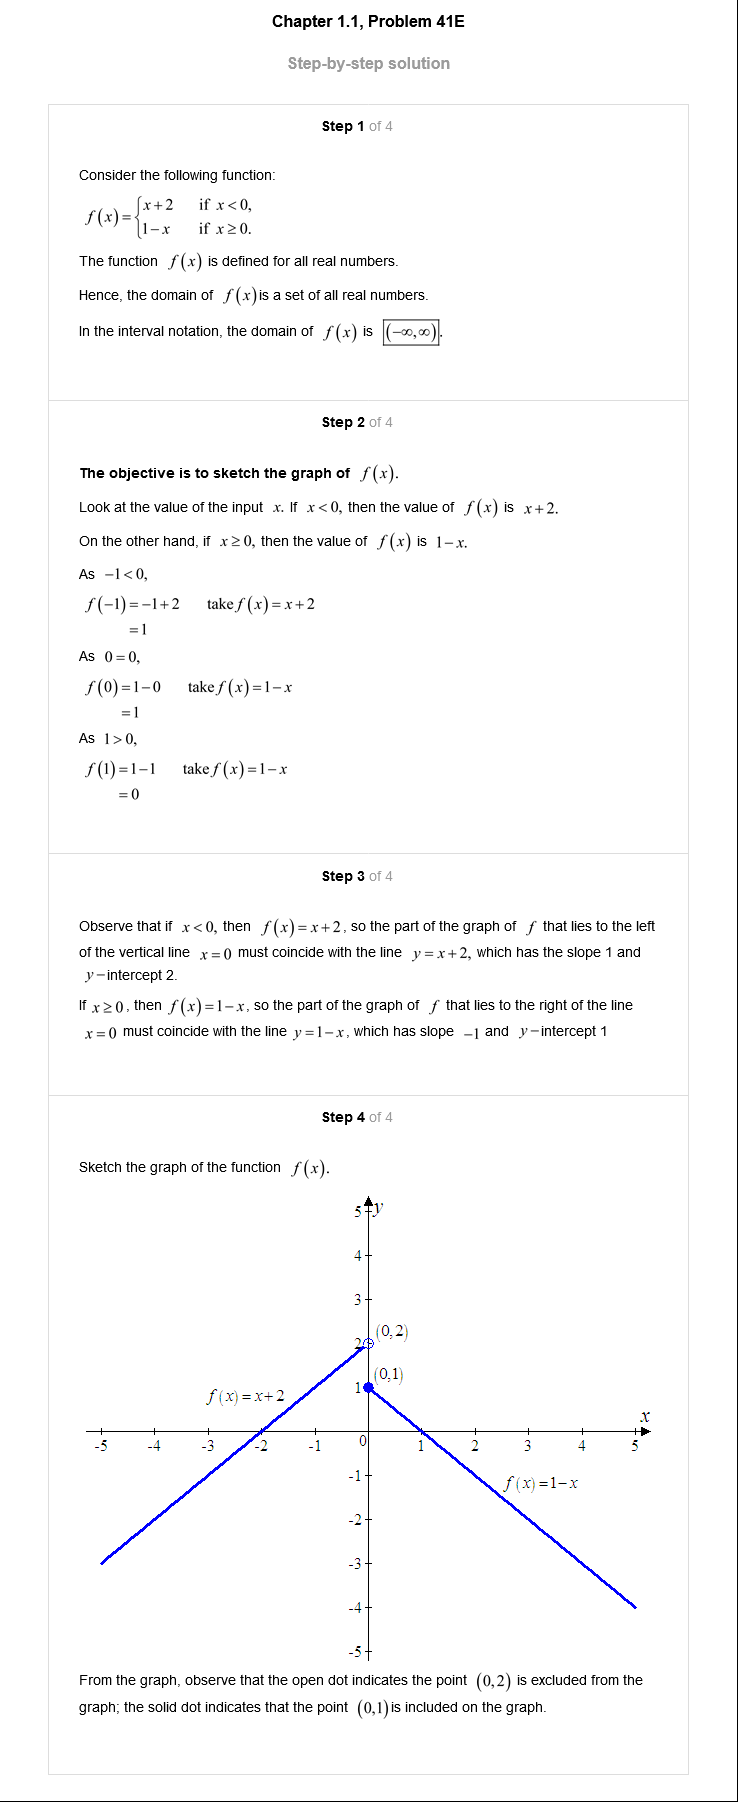 Chapter 1.1, Problem 41E
Step-by-step solution
Step 1 of 4
Consider the following function:
f(x)={x+2 if x<0,
1−x if x≥0.
The function f(x) is defined for all real numbers.
Hence, the domain of f(x)is a set of all real numbers.
In the interval notation, the domain of f(x) is (−∞,∞).
Step 2 of 4
The objective is to sketch the graph of f(x).
Look at the value of the input x. If x<0, then the value of f(x) is x+2.
On the other hand, if x≥0, then the value of f(x) is 1−x.
As −1<0,
f(−1)=−1+2 take f(x)=x+2
=1
As 0=0,
f(0)=1−0 take f(x)=1−x
=1
As 1>0,
f(1)=1−1 take f(x)=1−x
=0
Step 3 of 4
Observe that if x<0, then f(x)=x+2, so the part of the graph of f that lies to the left
of the vertical line x=0 must coincide with the line y=x+2, which has the slope 1 and
y−intercept 2.
If x≥0, then f(x)=1−x, so the part of the graph of f that lies to the right of the line
x=0 must coincide with the line y=1−x, which has slope −1 and y−intercept 1
Step 4 of 4
Sketch the graph of the function f(x).
5 y
4
3
2 (0,2)
1 (0,1)
f(x)=x+2
x
-5 -4 -3 -2 -1 0 1 2 3 4 5
-1
f(x)=1−x
-2
-3
-4
-5
From the graph, observe that the open dot indicates the point (0,2) is excluded from the
graph; the solid dot indicates that the point (0,1)is included on the graph.